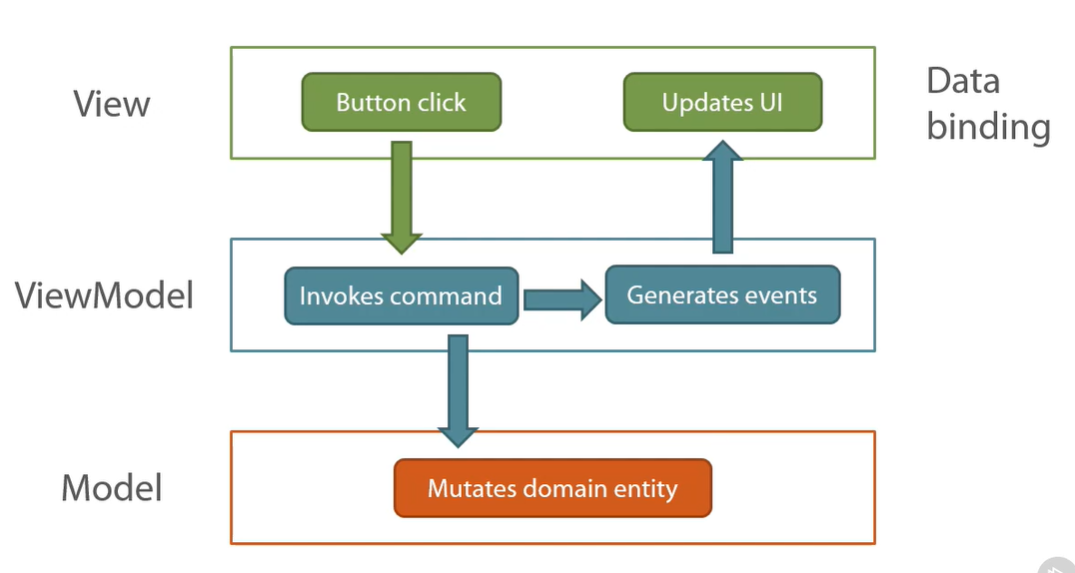 View
Button click
Updates UI
Data
binding
ViewModel
Invokes command
Generates events
Model
Mutates domain entity